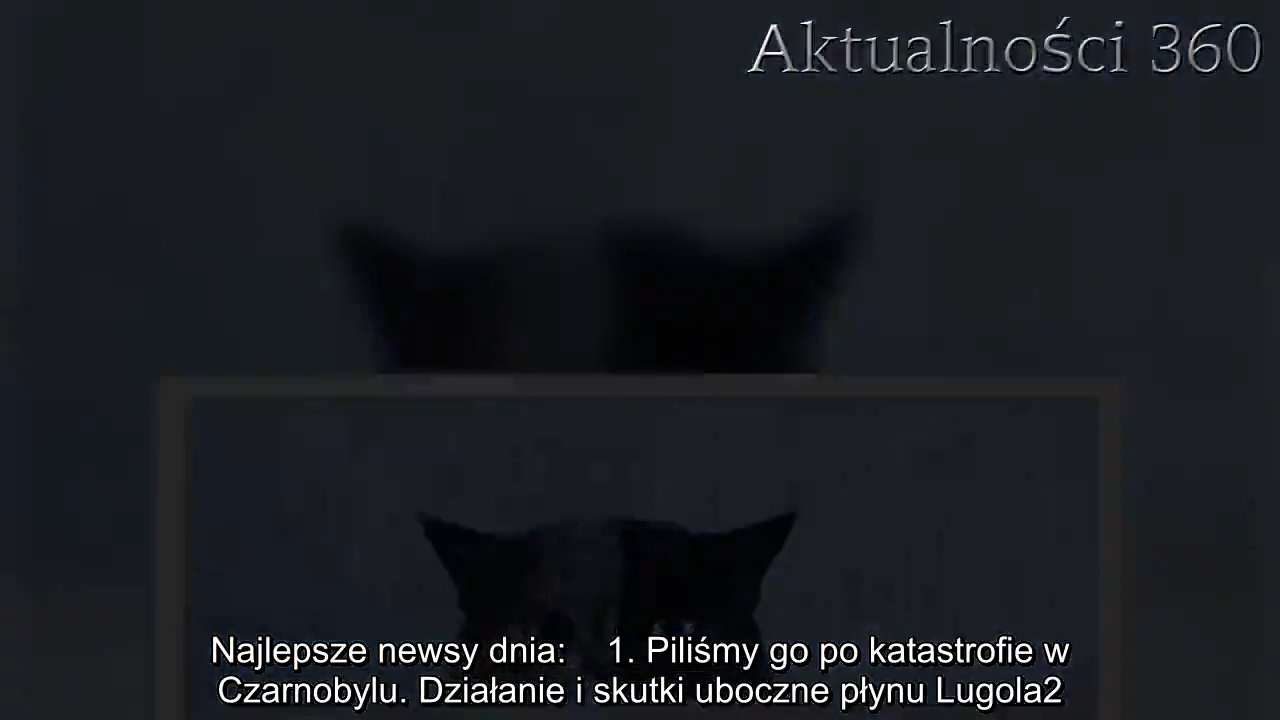 Aktualności 360
Najlepsze newsy dnia: 1. Piliśmy go po katastrofie w
Czarnobylu. Działanie i skutki uboczne płynu Lugola2